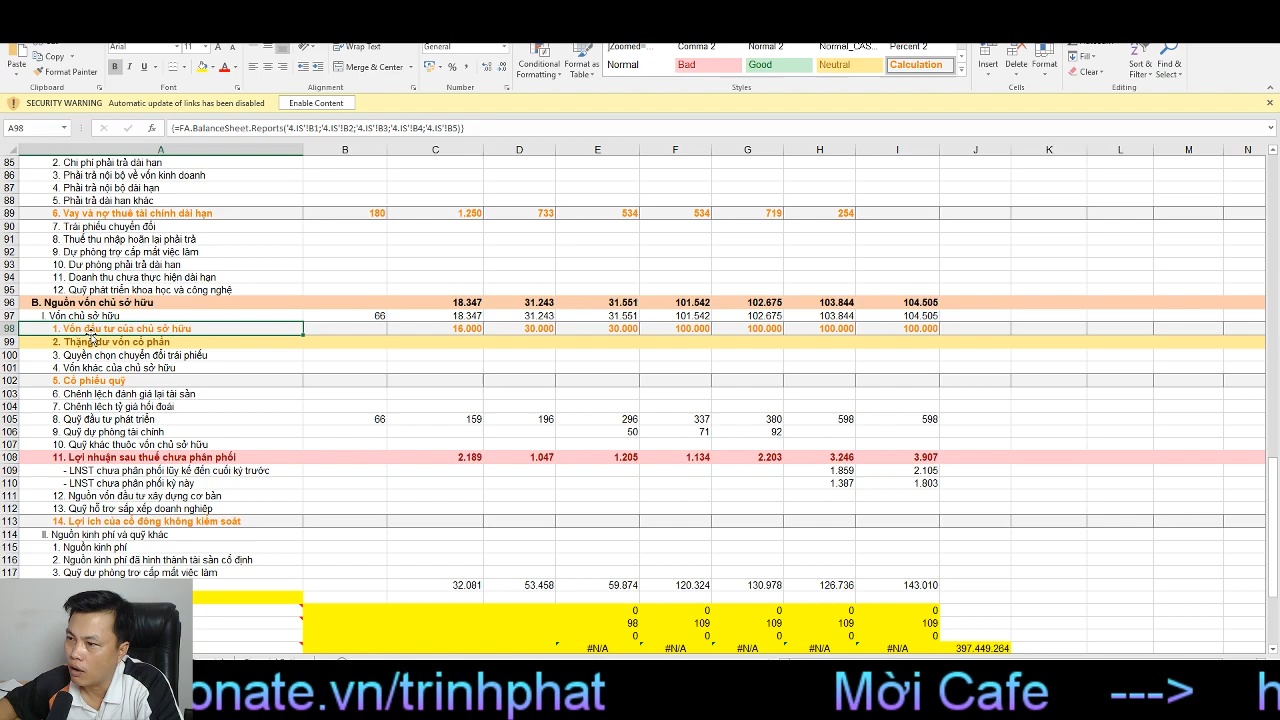 Copy
Format Painter
Paste
Clipboard
Arial 11
B I U
Font
Wrap Text
Merge & Center
Alignment
General
Number
Conditional Formatting
Format as Table
[Zoomed=... Comma 2 Normal 2 Normal_CAS... Percent 2
Normal Bad Good Neutral Calculation
Styles
Insert Delete Format
Cells
Fill
Clear
Sort & Filter
Find & Select
Editing
SECURITY WARNING Automatic update of links has been disabled Enable Content
A98 fx {=FA.BalanceSheet.Reports('4.IS'!B1;'4.IS'!B2;'4.IS'!B3;'4.IS'!B4;'4.IS'!B5)}
A B C D E F G H I J K L M N
85 2. Chi phí phải trả dài hạn
86 3. Phải trả nội bộ về vốn kinh doanh
87 4. Phải trả nội bộ dài hạn
88 5. Phải trả dài hạn khác
89 6. Vay và nợ thuê tài chính dài hạn 180 1.250 733 534 534 719 254
90 7. Trái phiếu chuyển đổi
91 8. Thuế thu nhập hoãn lại phải trả
92 9. Dự phòng trợ cấp mất việc làm
93 10. Dự phòng phải trả dài hạn
94 11. Doanh thu chưa thực hiện dài hạn
95 12. Quỹ phát triển khoa học và công nghệ
96 B. Nguồn vốn chủ sở hữu 18.347 31.243 31.551 101.542 102.675 103.844 104.505
97 I. Vốn chủ sở hữu 66 18.347 31.243 31.551 101.542 102.675 103.844 104.505
98 1. Vốn đầu tư của chủ sở hữu 16.000 30.000 30.000 100.000 100.000 100.000 100.000
99 2. Thặng dư vốn cổ phần
100 3. Quyền chọn chuyển đổi trái phiếu
101 4. Vốn khác của chủ sở hữu
102 5. Cổ phiếu quỹ
103 6. Chênh lệch đánh giá lại tài sản
104 7. Chênh lệch tỷ giá hối đoái
105 8. Quỹ đầu tư phát triển 66 159 196 296 337 380 598 598
106 9. Quỹ dự phòng tài chính 50 71 92
107 10. Quỹ khác thuộc vốn chủ sở hữu
108 11. Lợi nhuận sau thuế chưa phân phối 2.189 1.047 1.205 1.134 2.203 3.246 3.907
109 - LNST chưa phân phối lũy kế đến cuối kỳ trước 1.859 2.105
110 - LNST chưa phân phối kỳ này 1.387 1.803
111 12. Nguồn vốn đầu tư xây dựng cơ bản
112 13. Quỹ hỗ trợ sắp xếp doanh nghiệp
113 14. Lợi ích của cổ đông không kiểm soát
114 II. Nguồn kinh phí và quỹ khác
115 1. Nguồn kinh phí
116 2. Nguồn kinh phí đã hình thành tài sản cố định
117 3. Quỹ dự phòng trợ cấp mất việc làm
32.081 53.458 59.874 120.324 130.978 126.736 143.010
0 0 0 0 0
98 109 109 109 109
0 0 0 0 0
#N/A #N/A #N/A #N/A #N/A 397.449.264
onate.vn/trinhphat Mời Cafe ---> h